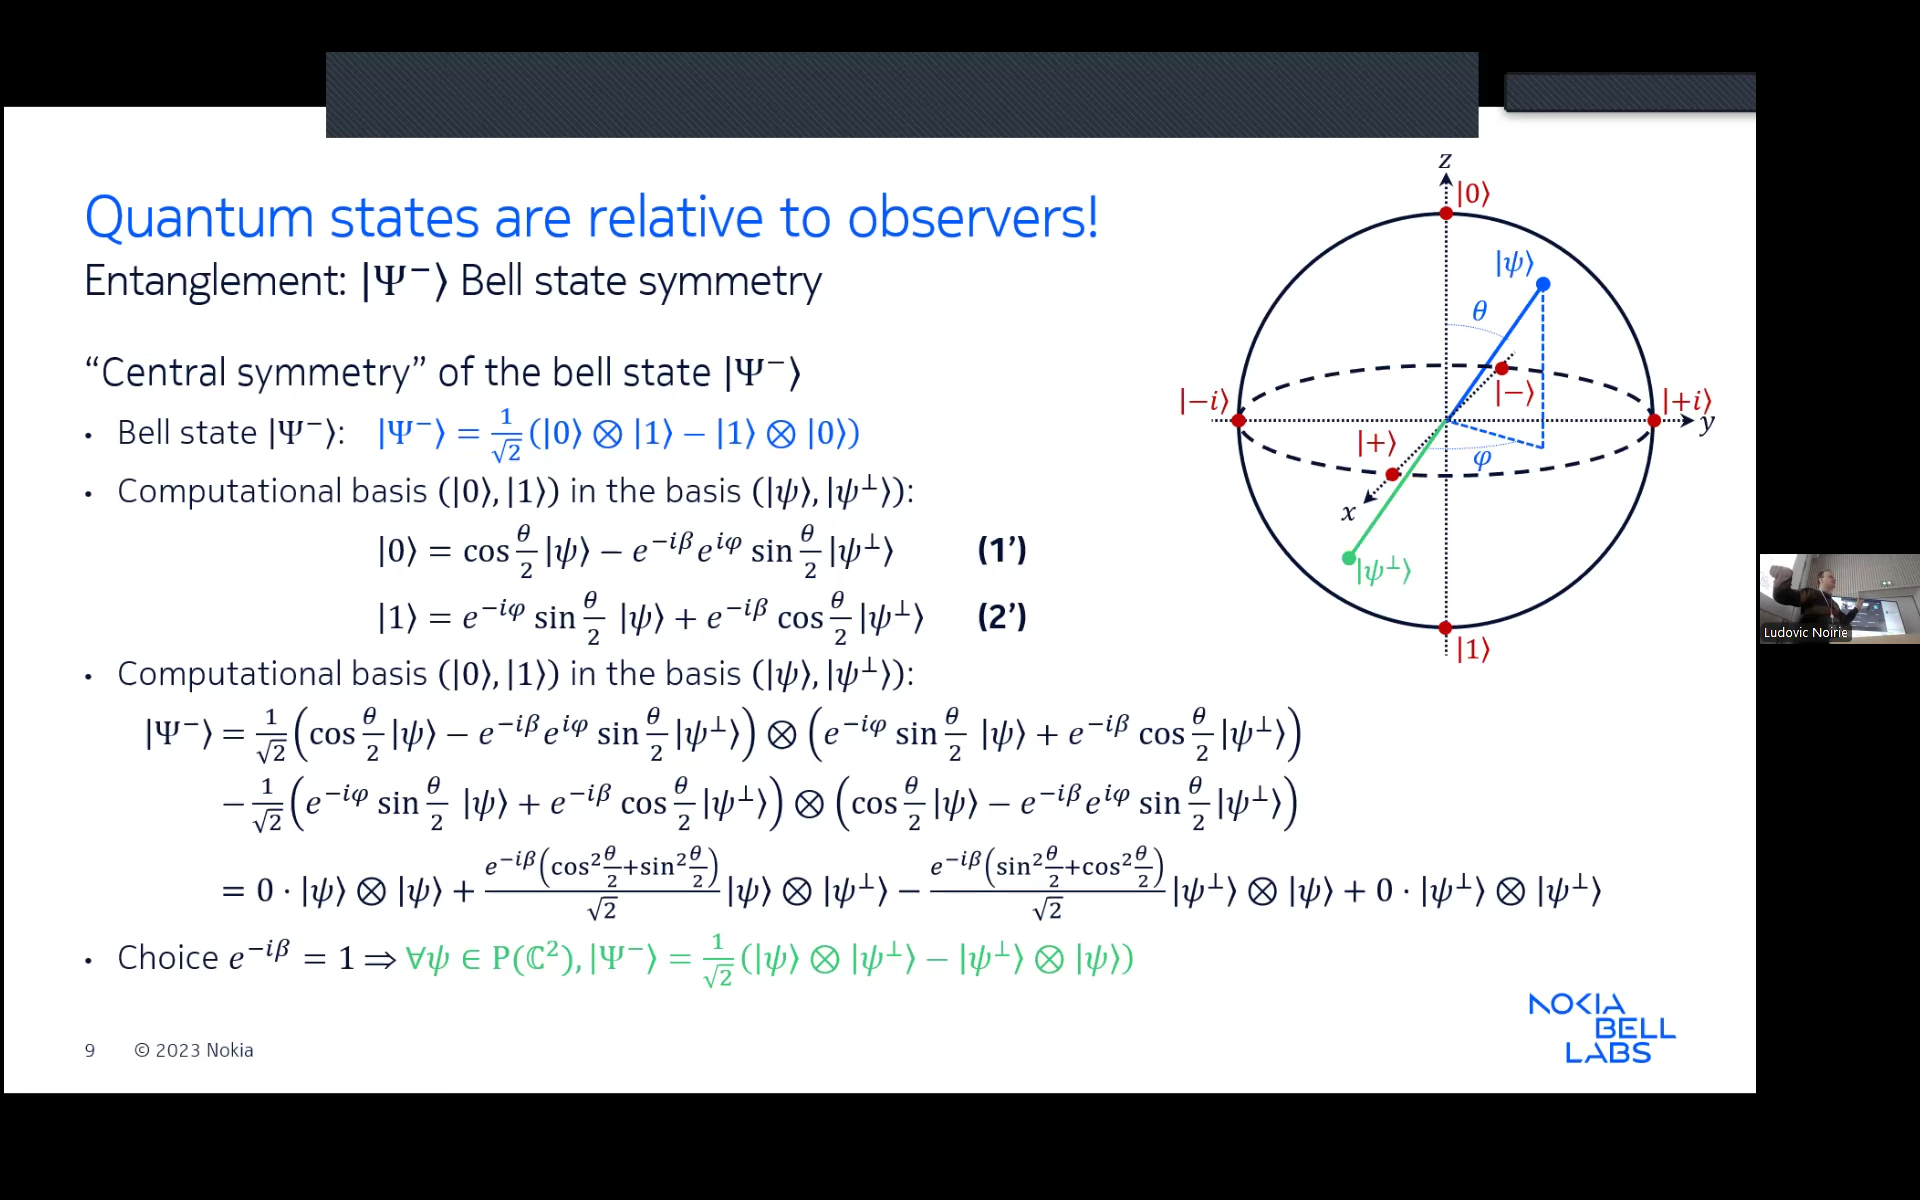 Quantum states are relative to observers!
Entanglement: |Ψ⁻⟩ Bell state symmetry
“Central symmetry” of the bell state |Ψ⁻⟩
• Bell state |Ψ⁻⟩: |Ψ⁻⟩ = 1/√2 (|0⟩ ⊗ |1⟩ − |1⟩ ⊗ |0⟩)
• Computational basis (|0⟩, |1⟩) in the basis (|ψ⟩, |ψ⊥⟩):
|0⟩ = cos θ/2 |ψ⟩ − e^{−iβ}e^{iφ} sin θ/2 |ψ⊥⟩ (1’)
|1⟩ = e^{−iφ} sin θ/2 |ψ⟩ + e^{−iβ} cos θ/2 |ψ⊥⟩ (2’)
• Computational basis (|0⟩, |1⟩) in the basis (|ψ⟩, |ψ⊥⟩):
|Ψ⁻⟩ = 1/√2 (cos θ/2 |ψ⟩ − e^{−iβ}e^{iφ} sin θ/2 |ψ⊥⟩) ⊗ (e^{−iφ} sin θ/2 |ψ⟩ + e^{−iβ} cos θ/2 |ψ⊥⟩)
− 1/√2 (e^{−iφ} sin θ/2 |ψ⟩ + e^{−iβ} cos θ/2 |ψ⊥⟩) ⊗ (cos θ/2 |ψ⟩ − e^{−iβ}e^{iφ} sin θ/2 |ψ⊥⟩)
= 0 · |ψ⟩ ⊗ |ψ⟩ + e^{−iβ}(cos² θ/2 + sin² θ/2)/√2 |ψ⟩ ⊗ |ψ⊥⟩ − e^{−iβ}(sin² θ/2 + cos² θ/2)/√2 |ψ⊥⟩ ⊗ |ψ⟩ + 0 · |ψ⊥⟩ ⊗ |ψ⊥⟩
• Choice e^{−iβ} = 1 ⇒ ∀ψ ∈ P(ℂ²), |Ψ⁻⟩ = 1/√2 (|ψ⟩ ⊗ |ψ⊥⟩ − |ψ⊥⟩ ⊗ |ψ⟩)
z
|0⟩
|ψ⟩
θ
|−⟩
|−i⟩
|+i⟩
y
|+⟩
φ
x
|ψ⊥⟩
|1⟩
Ludovic Noirie
NOKIA
BELL
LABS
9 © 2023 Nokia